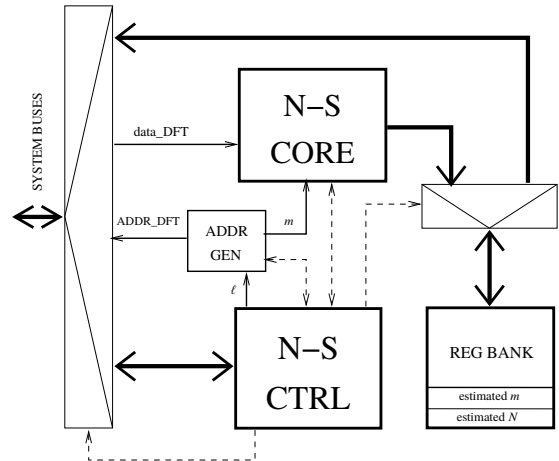 SYSTEM BUSES
N–S
CORE
data_DFT
ADDR_DFT
ADDR
GEN
m
ℓ
N–S
CTRL
REG BANK
estimated m
estimated N